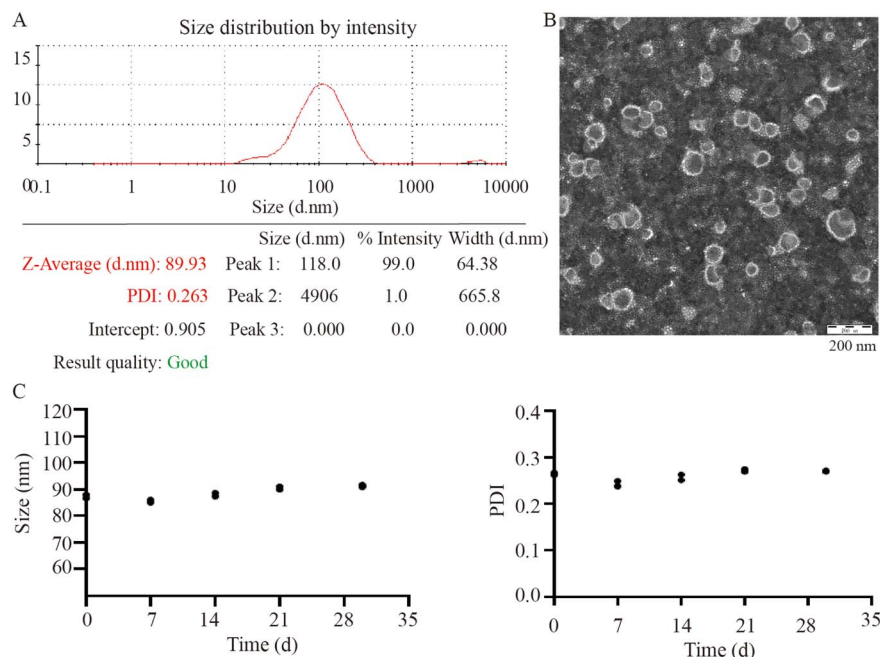 A
Size distribution by intensity
15
10
5
0
0.1 1 10 100 1000 10000
Size (d.nm)
Size (d.nm) % Intensity Width (d.nm)
Z-Average (d.nm): 89.93 Peak 1: 118.0 99.0 64.38
PDI: 0.263 Peak 2: 4906 1.0 665.8
Intercept: 0.905 Peak 3: 0.000 0.0 0.000
Result quality: Good
B
200 nm
C
120
110
100
90
80
70
60
Size (nm)
0 7 14 21 28 35
Time (d)
0.4
0.3
0.2
0.1
0.0
PDI
0 7 14 21 28 35
Time (d)